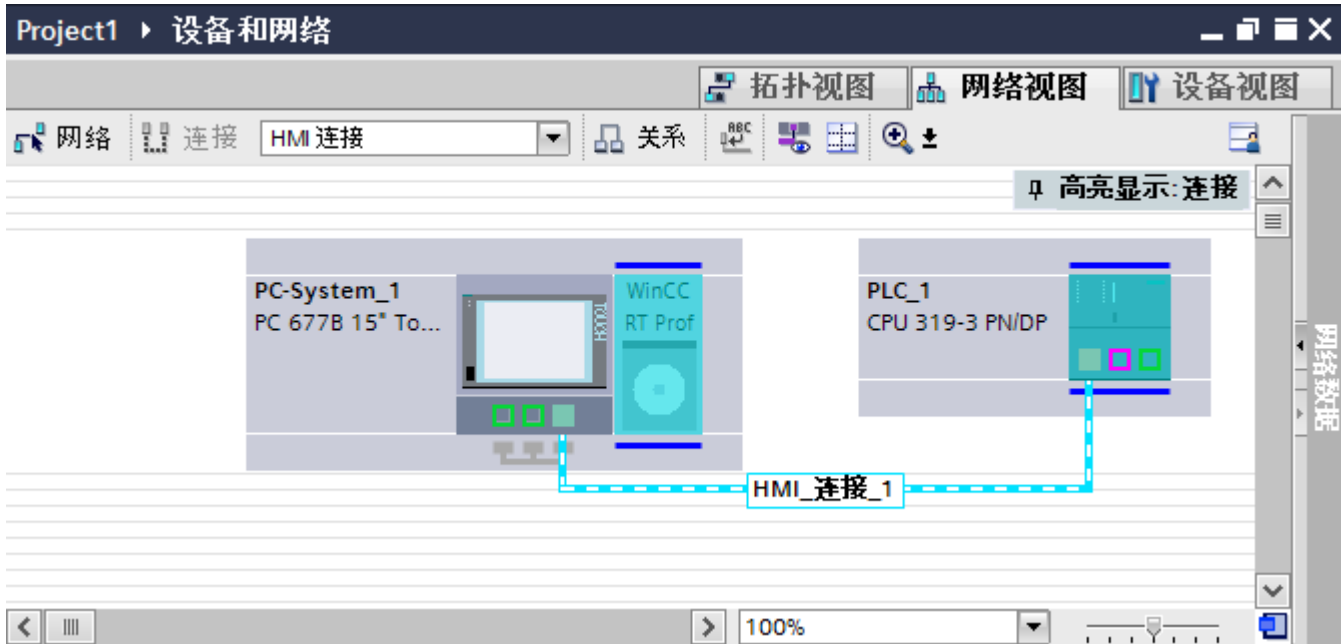 Project1 ▸ 设备和网络
拓扑视图 网络视图 设备视图
网络 连接 HMI 连接 关系
高亮显示:连接
PC-System_1
PC 677B 15" To...
TOUCH
WinCC
RT Prof
PLC_1
CPU 319-3 PN/DP
HMI_连接_1
网络数据
100%